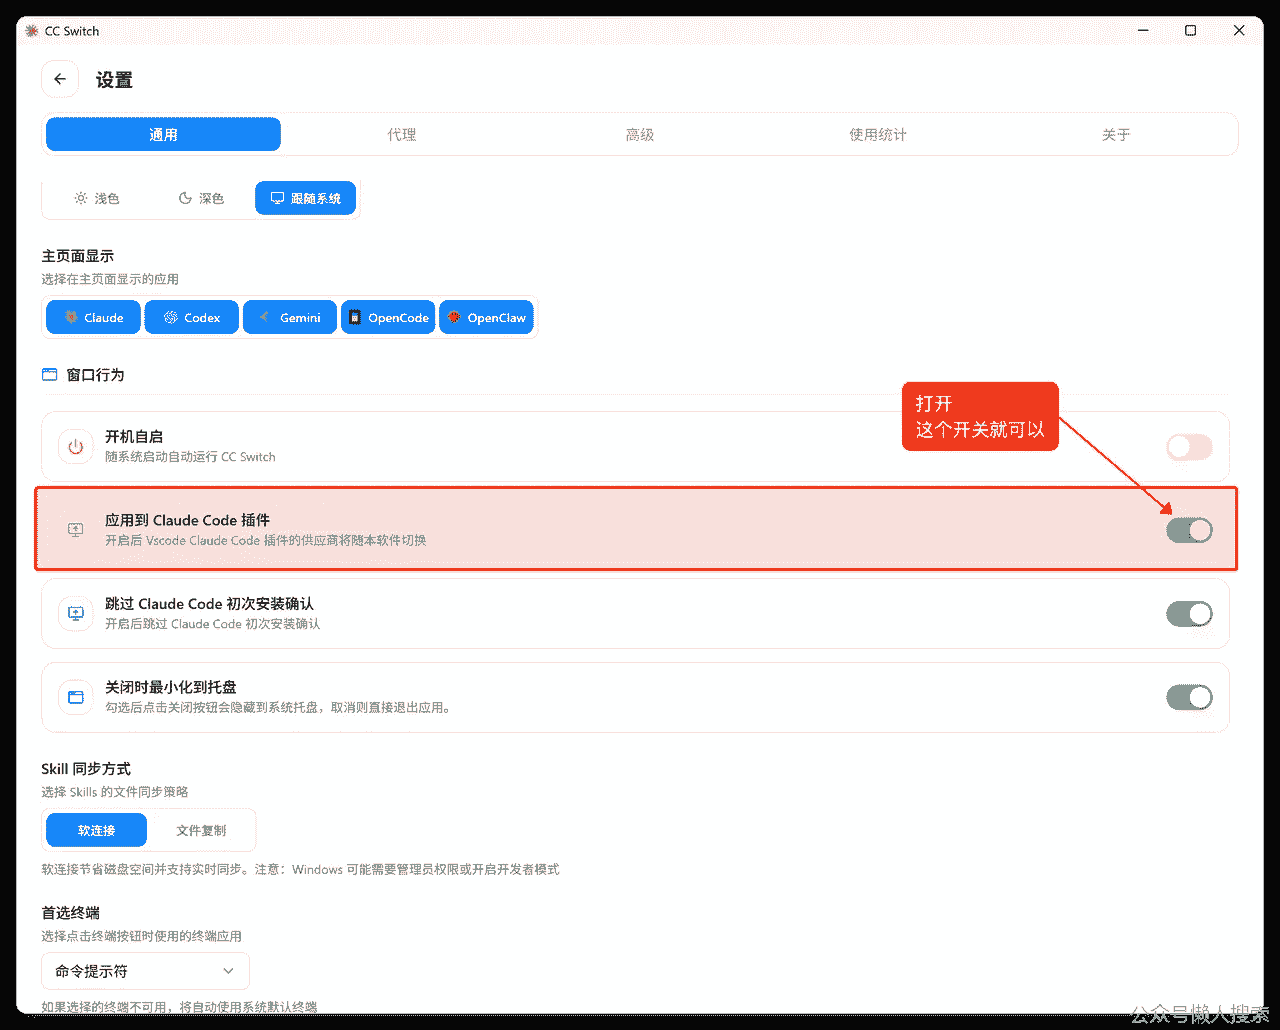 CC Switch
设置
通用 代理 高级 使用统计 关于
浅色 深色 跟随系统
主页面显示
选择在主页面显示的应用
Claude Codex Gemini OpenCode OpenClaw
窗口行为
打开
这个开关就可以
开机自启
随系统启动自动运行 CC Switch
应用到 Claude Code 插件
开启后 Vscode Claude Code 插件的供应商将随本软件切换
跳过 Claude Code 初次安装确认
开启后跳过 Claude Code 初次安装确认
关闭时最小化到托盘
勾选后点击关闭按钮会隐藏到系统托盘，取消则直接退出应用。
Skill 同步方式
选择 Skills 的文件同步策略
软连接 文件复制
软连接节省磁盘空间并支持实时同步。注意：Windows 可能需要管理员权限或开启开发者模式
首选终端
选择点击终端按钮时使用的终端应用
命令提示符
如果选择的终端不可用，将自动使用系统默认终端
公众号懒人搜索